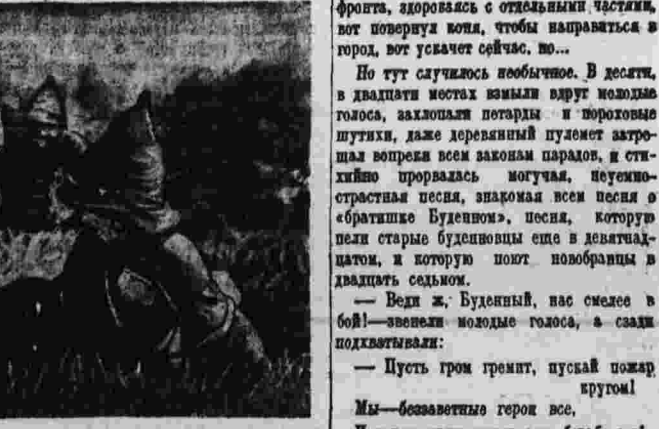 фронта, здороваясь с отдельными частями,
вот повернул коня, чтобы направиться в
город, вот ускачет сейчас, но...
Но тут случилось необычное. В десяти,
в двадцати местах взмыли вдруг молодые
голоса, захлопали петарды и пороховые
шутихи, даже деревянный пулемет затре-
щал вопреки всем законам парадов, и сти-
хийно прорвалась могучая, неуемно-
страстная песня, знакомая всем песня о
«братишке Буденном», песня, которую
пели старые буденновцы еще в девятнад-
цатом, и которую поют новобранцы в
двадцать седьмом.
— Веди ж, Буденный, нас смелее в
бой!—звенели молодые голоса, а сзади
подхватывали:
— Пусть гром гремит, пускай пожар
кругом!
Мы—беззаветные герои все,